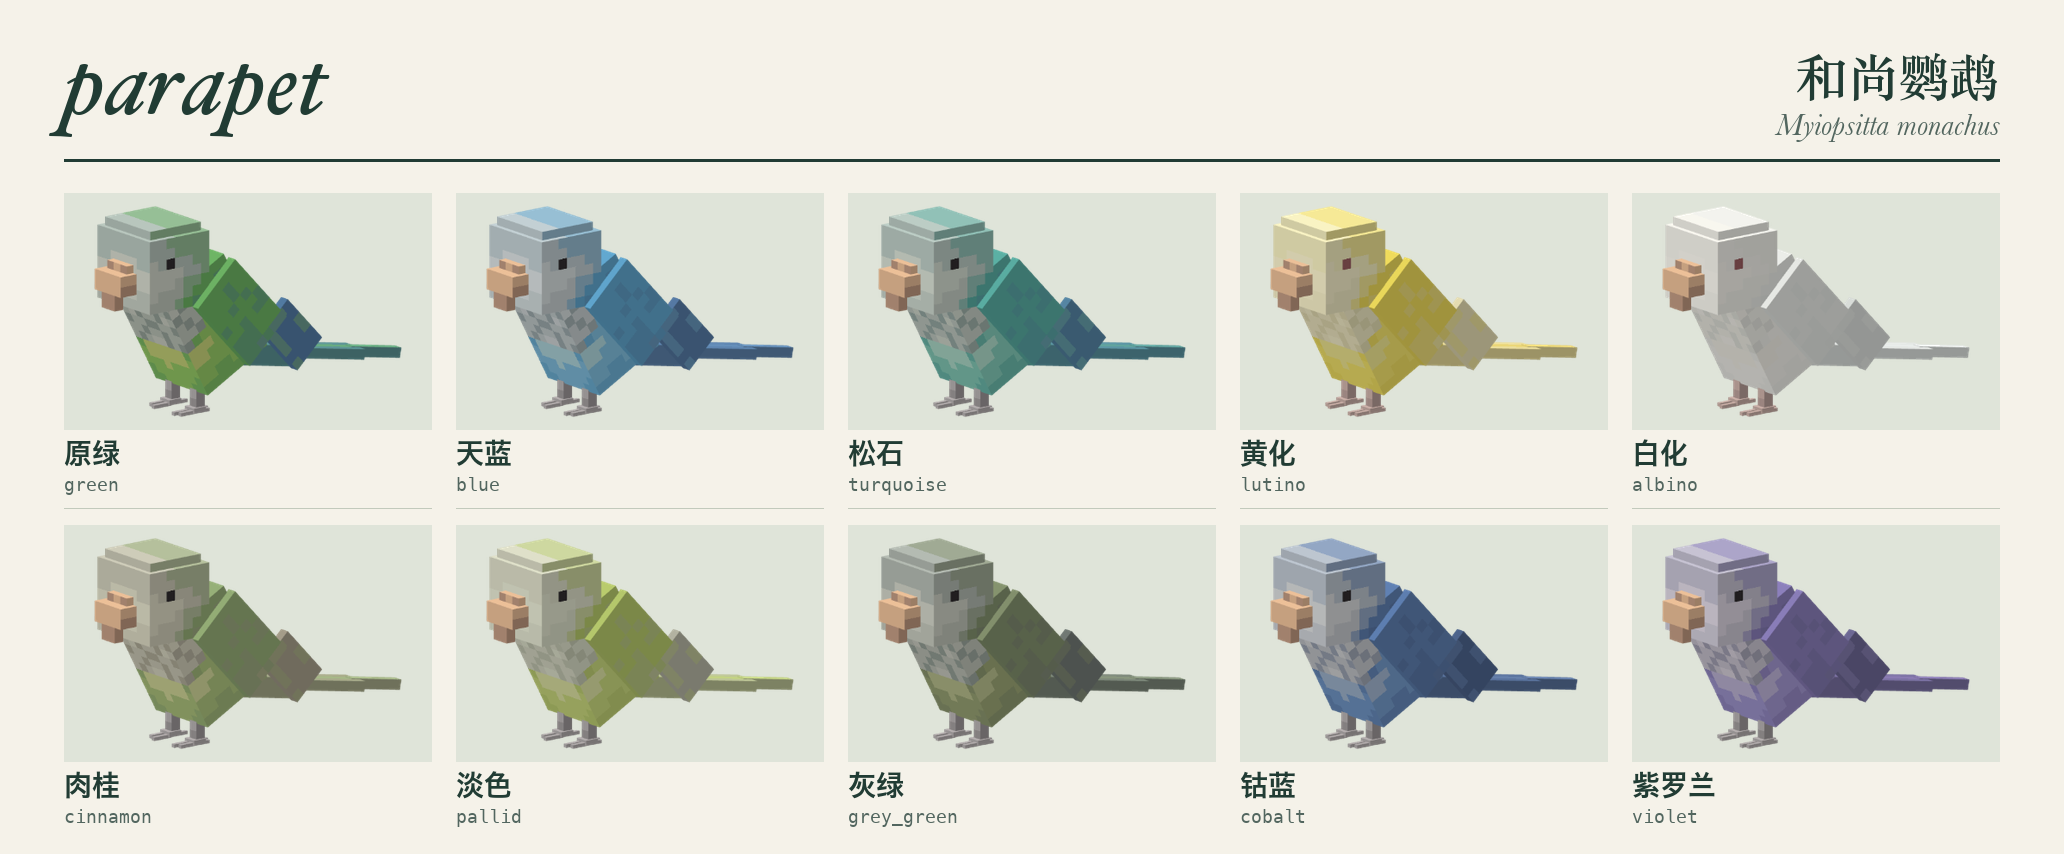 parapet
和尚鹦鹉
Myiopsitta monachus
原绿
green
天蓝
blue
松石
turquoise
黄化
lutino
白化
albino
肉桂
cinnamon
淡色
pallid
灰绿
grey_green
钴蓝
cobalt
紫罗兰
violet